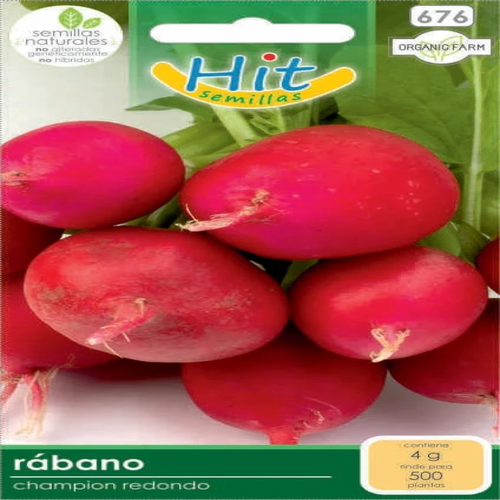 semillas
naturales
no alteradas
genéticamente
no híbridas
676
ORGANIC FARM
Hit
semillas
rábano
champion redondo
contiene
4 g
rinde para
500
plantas